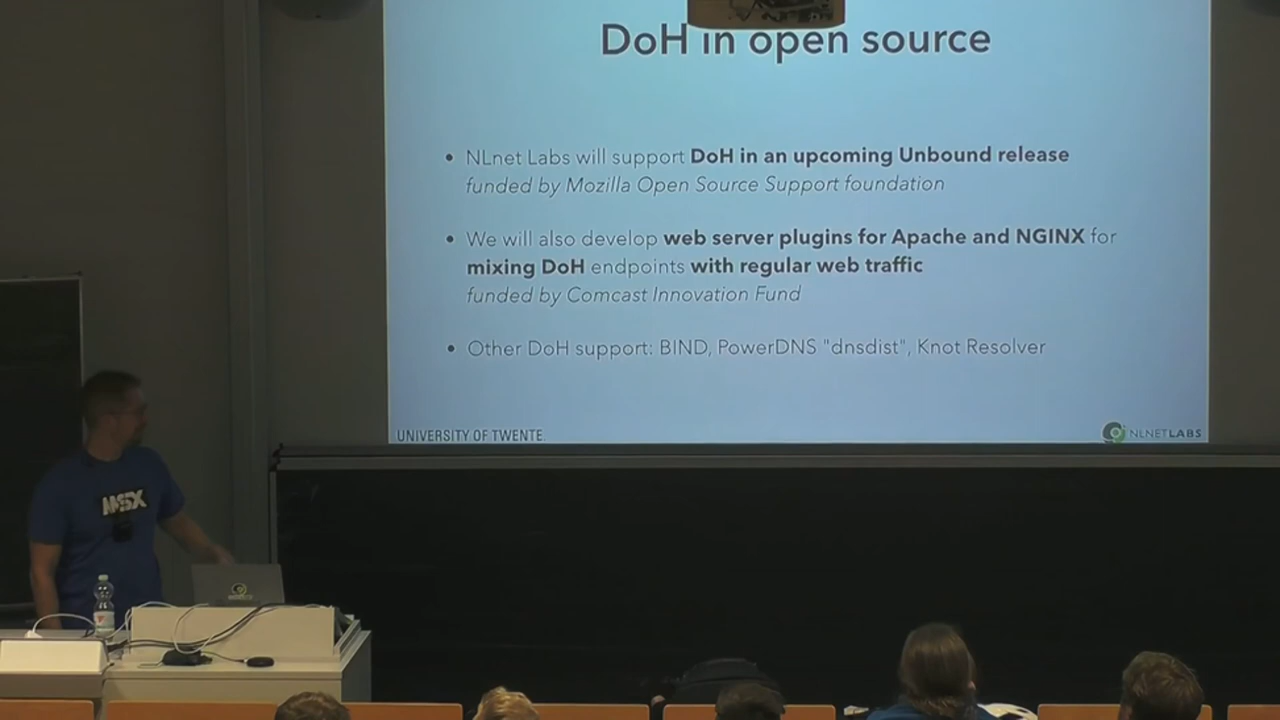 DoH in open source
• NLnet Labs will support DoH in an upcoming Unbound release
funded by Mozilla Open Source Support foundation
• We will also develop web server plugins for Apache and NGINX for
mixing DoH endpoints with regular web traffic
funded by Comcast Innovation Fund
• Other DoH support: BIND, PowerDNS "dnsdist", Knot Resolver
UNIVERSITY OF TWENTE.
NLNETLABS
MSX